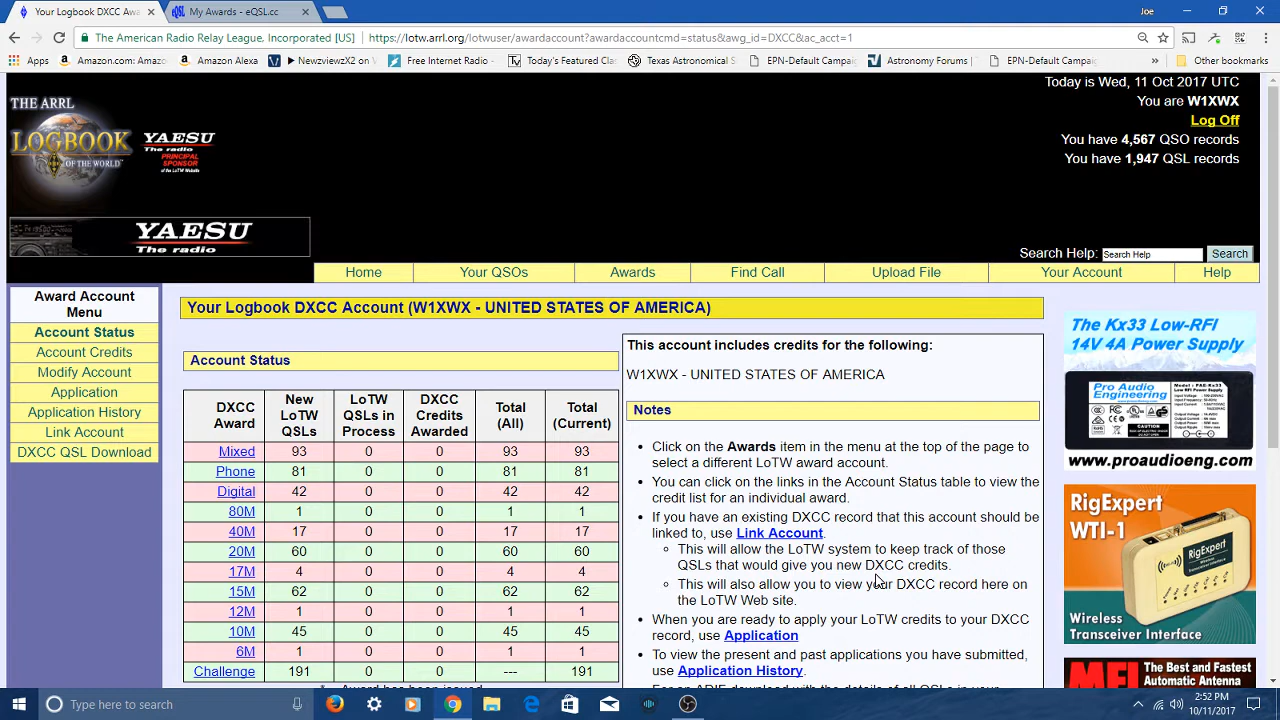 Your Logbook DXCC Awa
My Awards - eQSL.cc
Joe
The American Radio Relay League, Incorporated [US]
https://lotw.arrl.org/lotwuser/awardaccount?awardaccountcmd=status&awg_id=DXCC&ac_acct=1
Apps
Amazon.com: Amazon
Amazon Alexa
NewviewzX2 on V
Free Internet Radio -
Today's Featured Cla
Texas Astronomical S
EPN-Default Campai
Astronomy Forums |
EPN-Default Campai
»
Other bookmarks
Today is Wed, 11 Oct 2017 UTC
You are W1XWX
Log Off
You have 4,567 QSO records
You have 1,947 QSL records
THE ARRL
LOGBOOK
OF THE WORLD
YAESU
The radio
PRINCIPAL
SPONSOR
of the LoTW Website
YAESU
The radio
Search Help: Search Help Search
Home Your QSOs Awards Find Call Upload File Your Account Help
Award Account
Menu
Account Status
Account Credits
Modify Account
Application
Application History
Link Account
DXCC QSL Download
Your Logbook DXCC Account (W1XWX - UNITED STATES OF AMERICA)
Account Status
DXCC Award New LoTW QSLs LoTW QSLs in Process DXCC Credits Awarded Total (All) Total (Current)
Mixed 93 0 0 93 93
Phone 81 0 0 81 81
Digital 42 0 0 42 42
80M 1 0 0 1 1
40M 17 0 0 17 17
20M 60 0 0 60 60
17M 4 0 0 4 4
15M 62 0 0 62 62
12M 1 0 0 1 1
10M 45 0 0 45 45
6M 1 0 0 1 1
Challenge 191 0 0 --- 191
This account includes credits for the following:
W1XWX - UNITED STATES OF AMERICA
Notes
Click on the Awards item in the menu at the top of the page to
select a different LoTW award account.
You can click on the links in the Account Status table to view the
credit list for an individual award.
If you have an existing DXCC record that this account should be
linked to, use Link Account.
This will allow the LoTW system to keep track of those
QSLs that would give you new DXCC credits.
This will also allow you to view your DXCC record here on
the LoTW Web site.
When you are ready to apply your LoTW credits to your DXCC
record, use Application
To view the present and past applications you have submitted,
use Application History.
The Kx33 Low-RFI
14V 4A Power Supply
Pro Audio
Engineering
www.proaudioeng.com
RigExpert
WTI-1
RigExpert
Wireless
Transceiver Interface
MFJ The Best and Fastest
Automatic Antenna
Type here to search
2:52 PM
10/11/2017